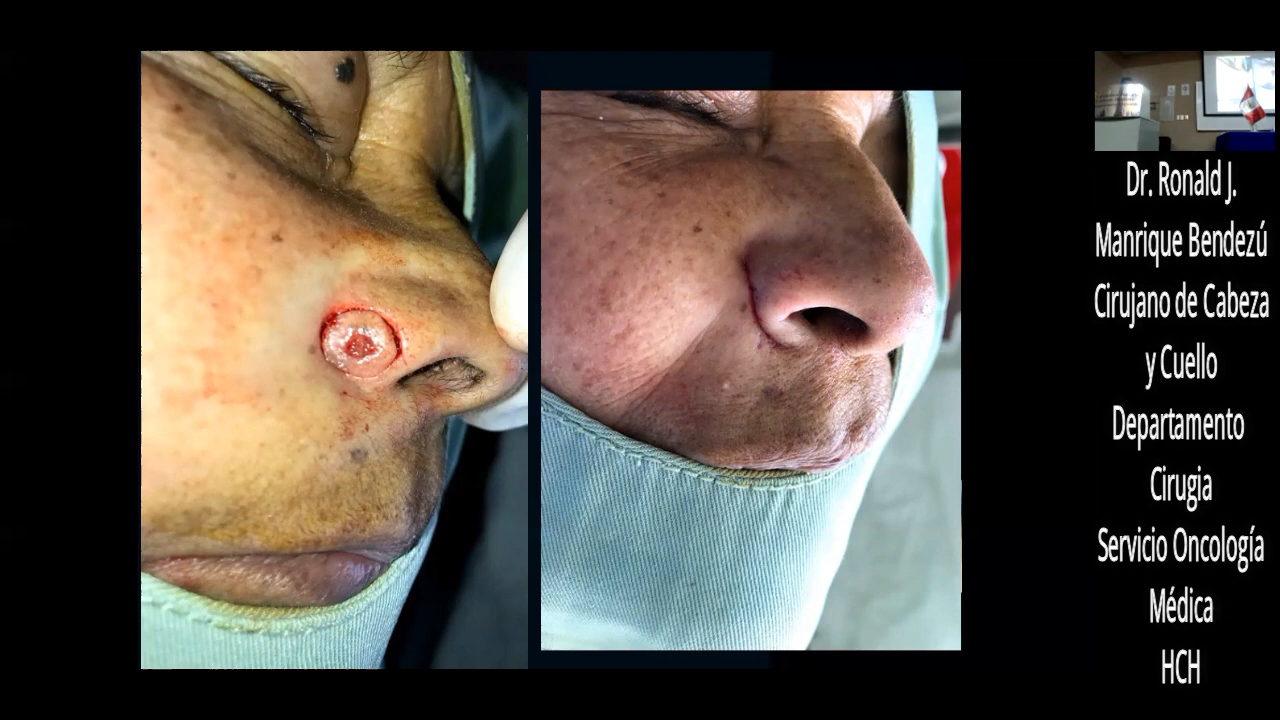 Dr. Ronald J.
Manrique Bendezú
Cirujano de Cabeza
y Cuello
Departamento
Cirugia
Servicio Oncología
Médica
HCH